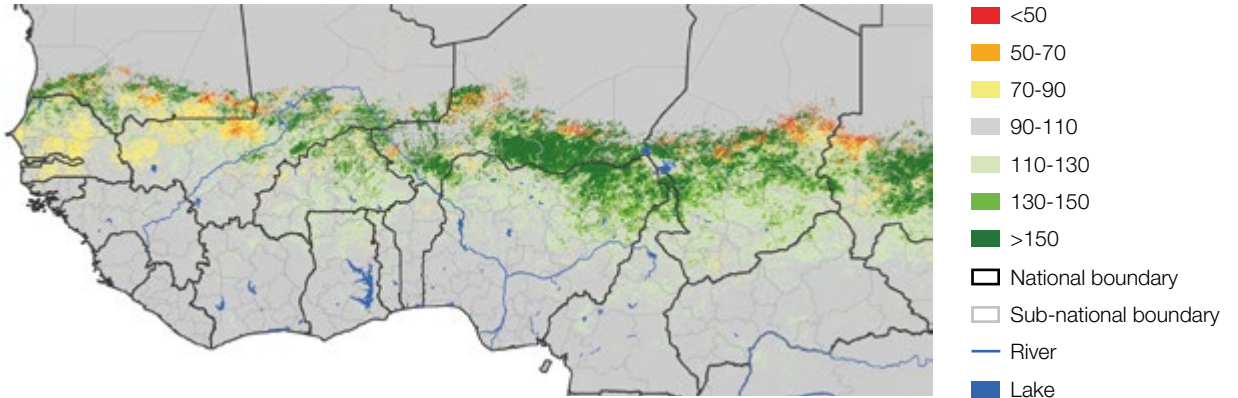 <50
50-70
70-90
90-110
110-130
130-150
>150
National boundary
Sub-national boundary
River
Lake